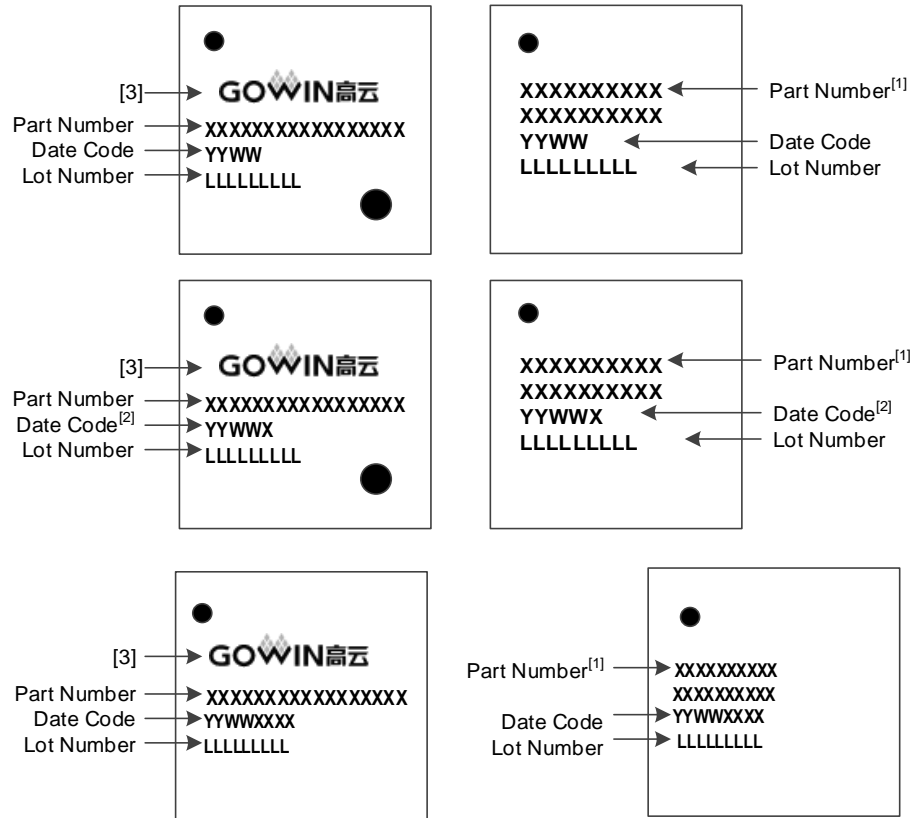 [3] GOWIN高云
Part Number XXXXXXXXXXXXXXXXX
Date Code YYWW
Lot Number LLLLLLLLL
XXXXXXXXXX Part Number[1]
XXXXXXXXXX
YYWW Date Code
LLLLLLLLL Lot Number
[3] GOWIN高云
Part Number XXXXXXXXXXXXXXXXX
Date Code[2] YYWWX
Lot Number LLLLLLLLL
XXXXXXXXXX Part Number[1]
XXXXXXXXXX
YYWWX Date Code[2]
LLLLLLLLL Lot Number
[3] GOWIN高云
Part Number XXXXXXXXXXXXXXXXX
Date Code YYWWXXXX
Lot Number LLLLLLLLL
Part Number[1] XXXXXXXXXX
XXXXXXXXXX
Date Code YYWWXXXX
Lot Number LLLLLLLLL